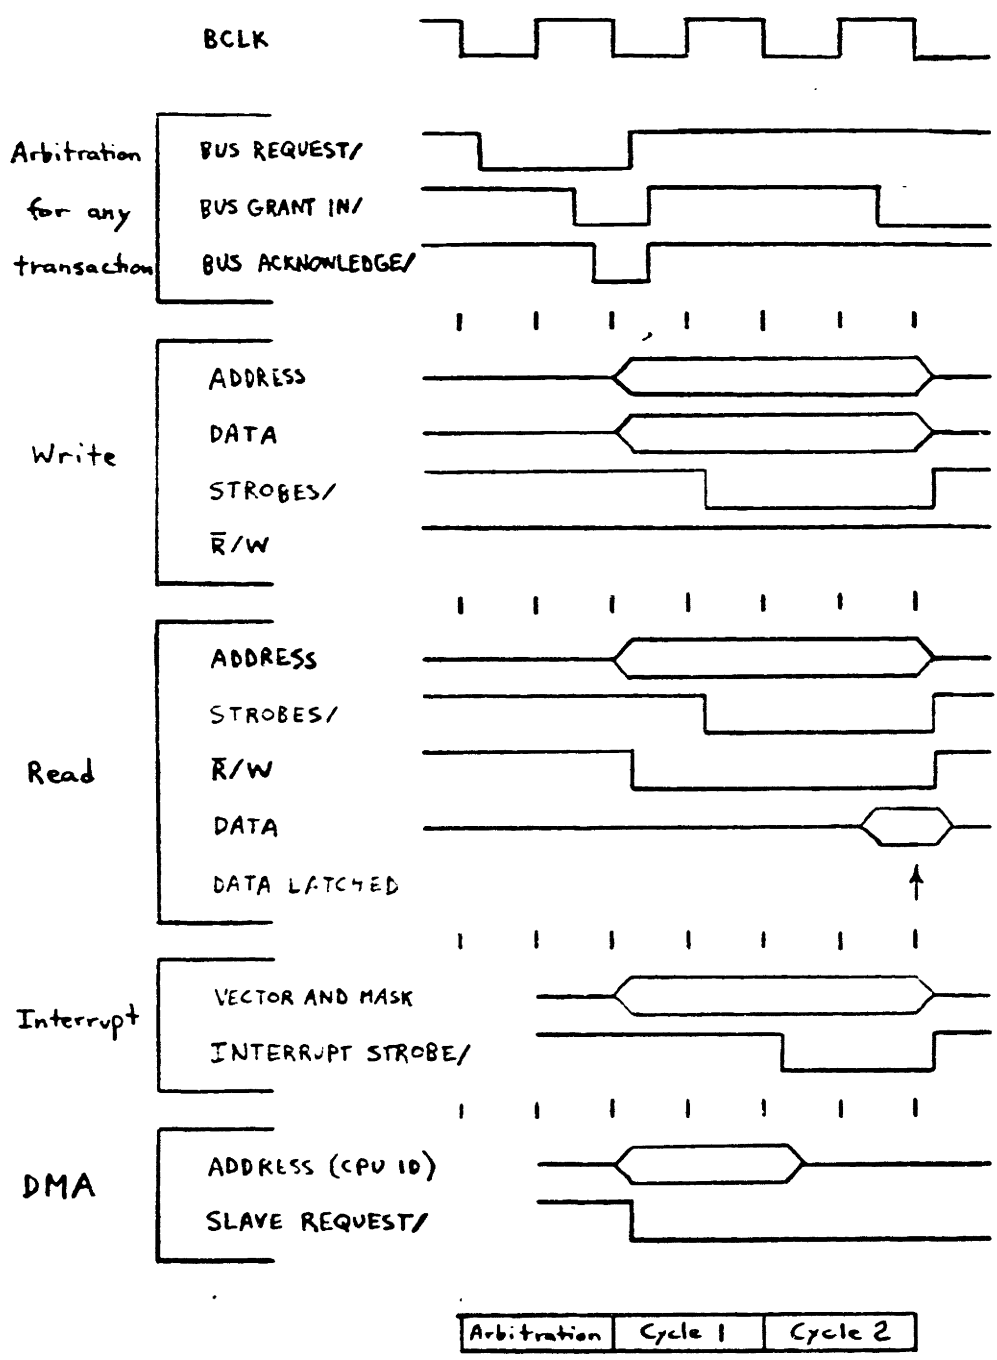 BCLK
Arbitration
for any
transaction
BUS REQUEST/
BUS GRANT IN/
BUS ACKNOWLEDGE/
Write
ADDRESS
DATA
STROBES/
R̅/W
Read
ADDRESS
STROBES/
R̅/W
DATA
DATA LATCHED
Interrupt
VECTOR AND MASK
INTERRUPT STROBE/
DMA
ADDRESS (CPU ID)
SLAVE REQUEST/
Arbitration Cycle 1 Cycle 2